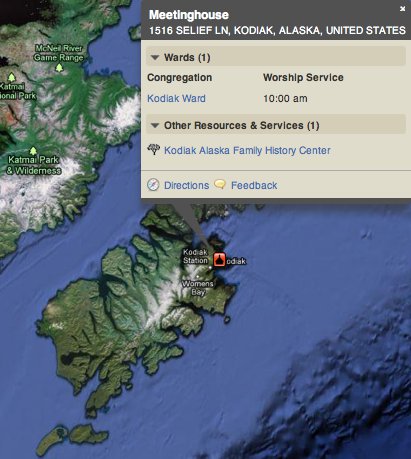 Meetinghouse
1516 SELIEF LN, KODIAK, ALASKA, UNITED STATES
Wards (1)
Congregation Worship Service
Kodiak Ward 10:00 am
Other Resources & Services (1)
Kodiak Alaska Family History Center
Directions Feedback
McNeil River
Game Range
Katmai
ional Park
Katmai Park
& Wilderness
Kodiak
Station
odiak
Womens
Bay